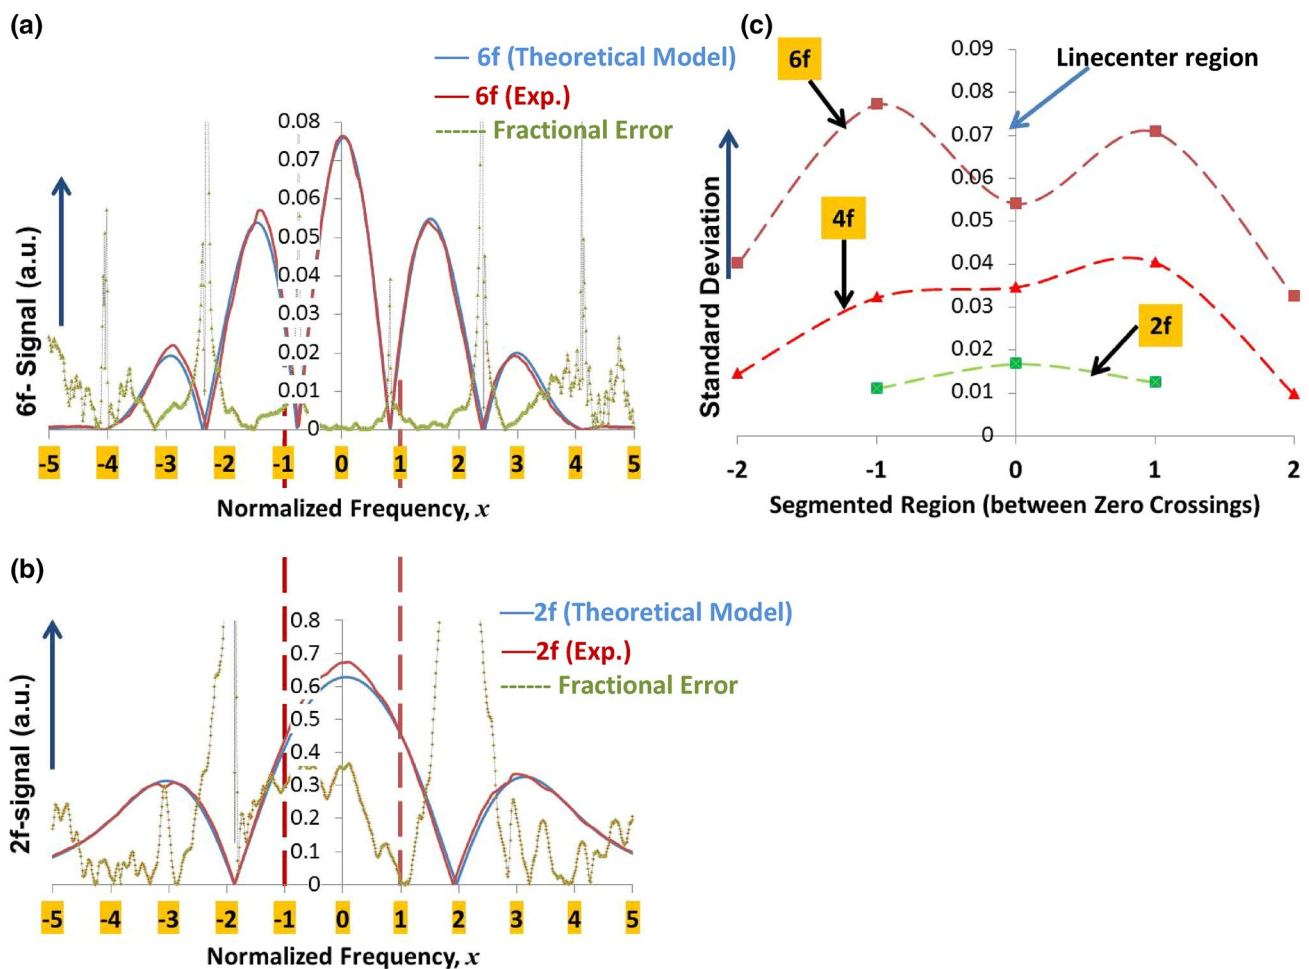 (a)
6f (Theoretical Model)
6f (Exp.)
Fractional Error
0.08
0.07
0.06
0.05
0.04
0.03
0.02
0.01
0
6f- Signal (a.u.)
-5 -4 -3 -2 -1 0 1 2 3 4 5
Normalized Frequency, x
(b)
2f (Theoretical Model)
2f (Exp.)
Fractional Error
0.8
0.7
0.6
0.5
0.4
0.3
0.2
0.1
0
2f-signal (a.u.)
-5 -4 -3 -2 -1 0 1 2 3 4 5
Normalized Frequency, x
(c)
0.09
0.08
0.07
0.06
0.05
0.04
0.03
0.02
0.01
0
Linecenter region
6f
4f
2f
Standard Deviation
-2 -1 0 1 2
Segmented Region (between Zero Crossings)